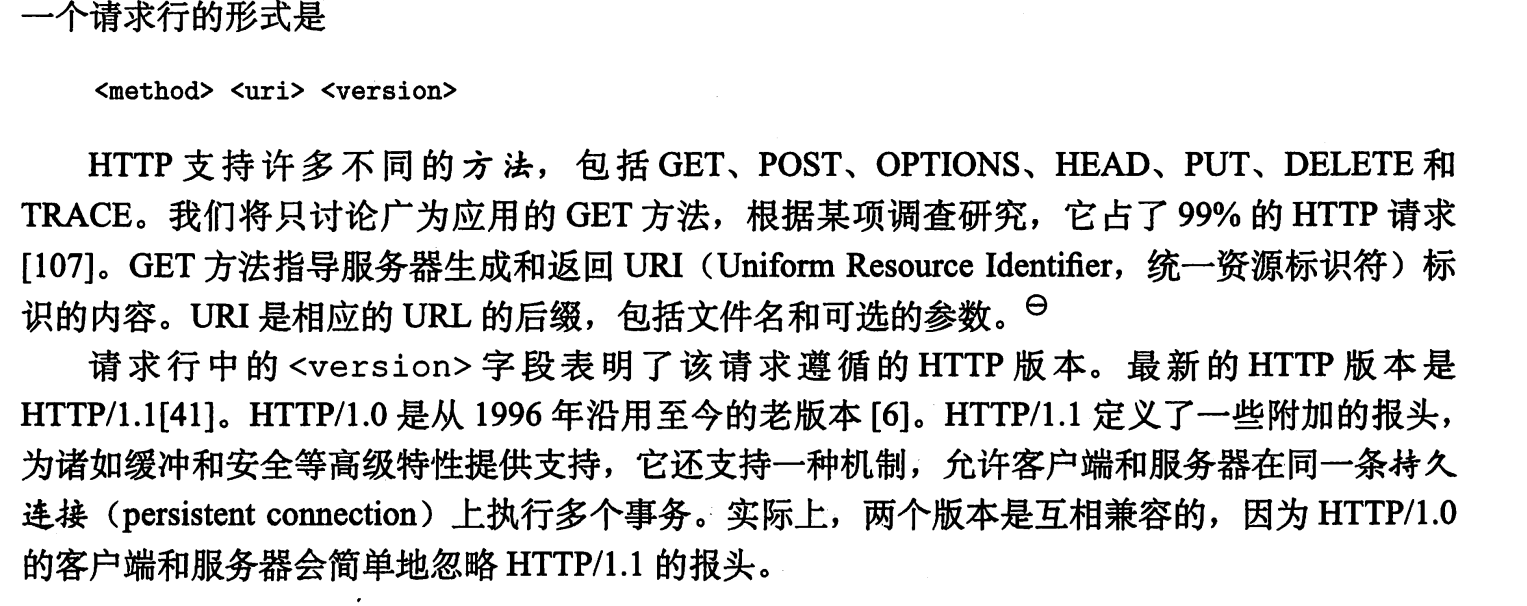 一个请求行的形式是
<method> <uri> <version>
HTTP 支持许多不同的方法，包括 GET、POST、OPTIONS、HEAD、PUT、DELETE 和
TRACE。我们将只讨论广为应用的 GET 方法，根据某项调查研究，它占了 99% 的 HTTP 请求
[107]。GET 方法指导服务器生成和返回 URI（Uniform Resource Identifier，统一资源标识符）标
识的内容。URI 是相应的 URL 的后缀，包括文件名和可选的参数。㊀
请求行中的 <version> 字段表明了该请求遵循的 HTTP 版本。最新的 HTTP 版本是
HTTP/1.1[41]。HTTP/1.0 是从 1996 年沿用至今的老版本 [6]。HTTP/1.1 定义了一些附加的报头，
为诸如缓冲和安全等高级特性提供支持，它还支持一种机制，允许客户端和服务器在同一条持久
连接（persistent connection）上执行多个事务。实际上，两个版本是互相兼容的，因为 HTTP/1.0
的客户端和服务器会简单地忽略 HTTP/1.1 的报头。